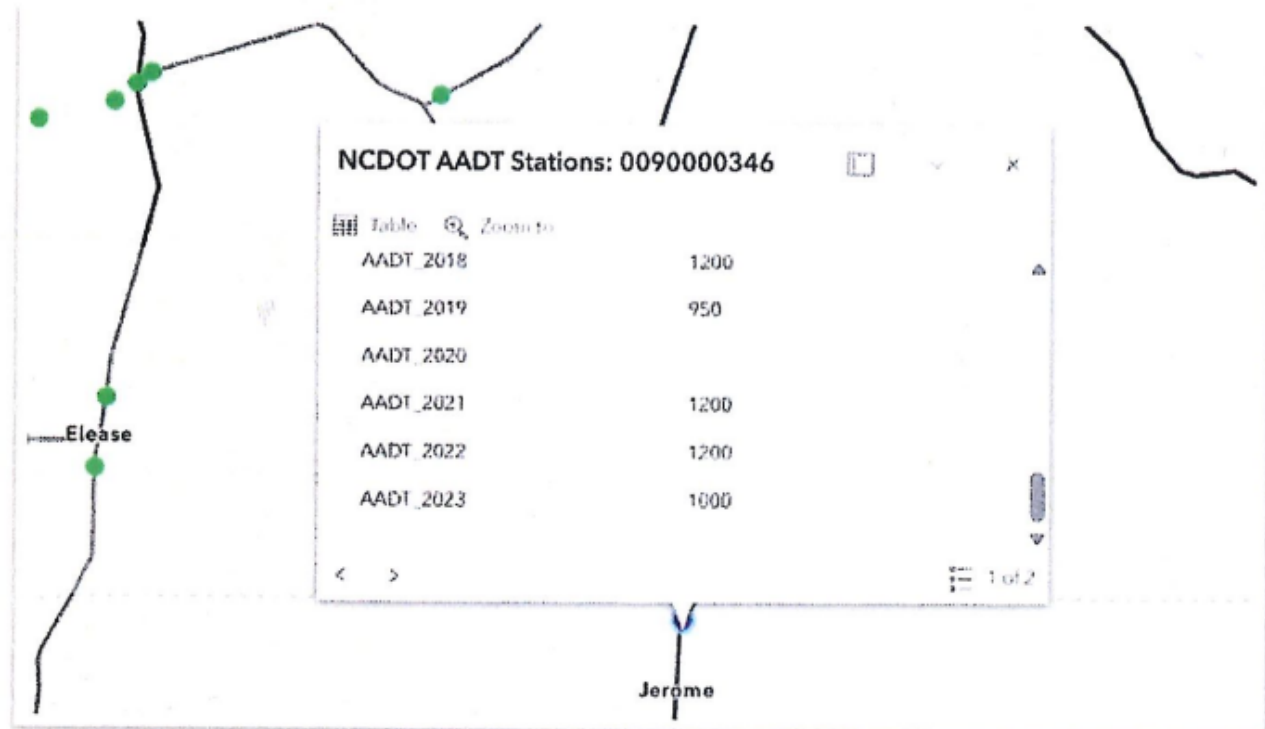 NCDOT AADT Stations: 0090000346
Table Zoom to
AADT_2018 1200
AADT_2019 950
AADT_2020
AADT_2021 1200
AADT_2022 1200
AADT_2023 1000
Elease
< > 1 of 2
Jerome